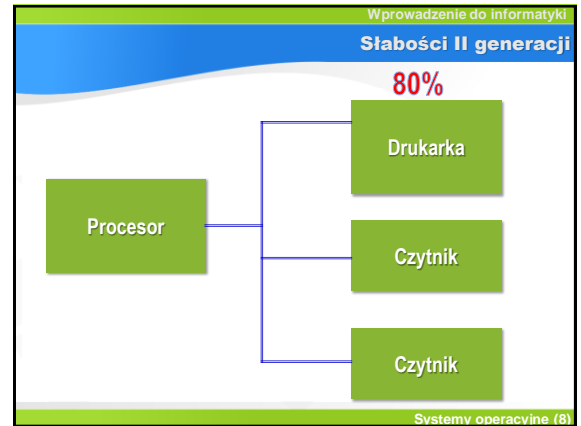 Wprowadzenie do informatyki
Słabości II generacji
80%
Drukarka
Procesor
Czytnik
Czytnik
Systemy operacyjne (8)